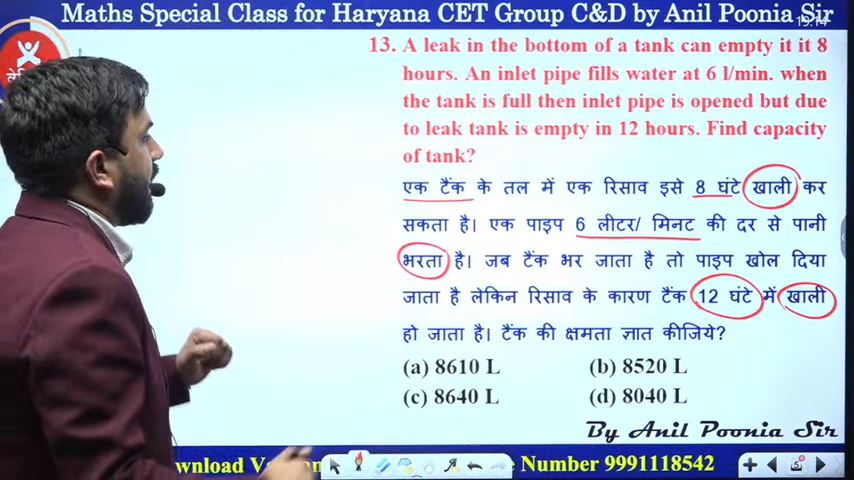 Maths Special Class for Haryana CET Group C&D by Anil Poonia Sir
13. A leak in the bottom of a tank can empty it it 8
hours. An inlet pipe fills water at 6 l/min. when
the tank is full then inlet pipe is opened but due
to leak tank is empty in 12 hours. Find capacity
of tank?
एक टैंक के तल में एक रिसाव इसे 8 घंटे खाली कर
सकता है। एक पाइप 6 लीटर/ मिनट की दर से पानी
भरता है। जब टैंक भर जाता है तो पाइप खोल दिया
जाता है लेकिन रिसाव के कारण टैंक 12 घंटे में खाली
हो जाता है। टैंक की क्षमता ज्ञात कीजिये?
(a) 8610 L (b) 8520 L
(c) 8640 L (d) 8040 L
By Anil Poonia Sir
Number 9991118542